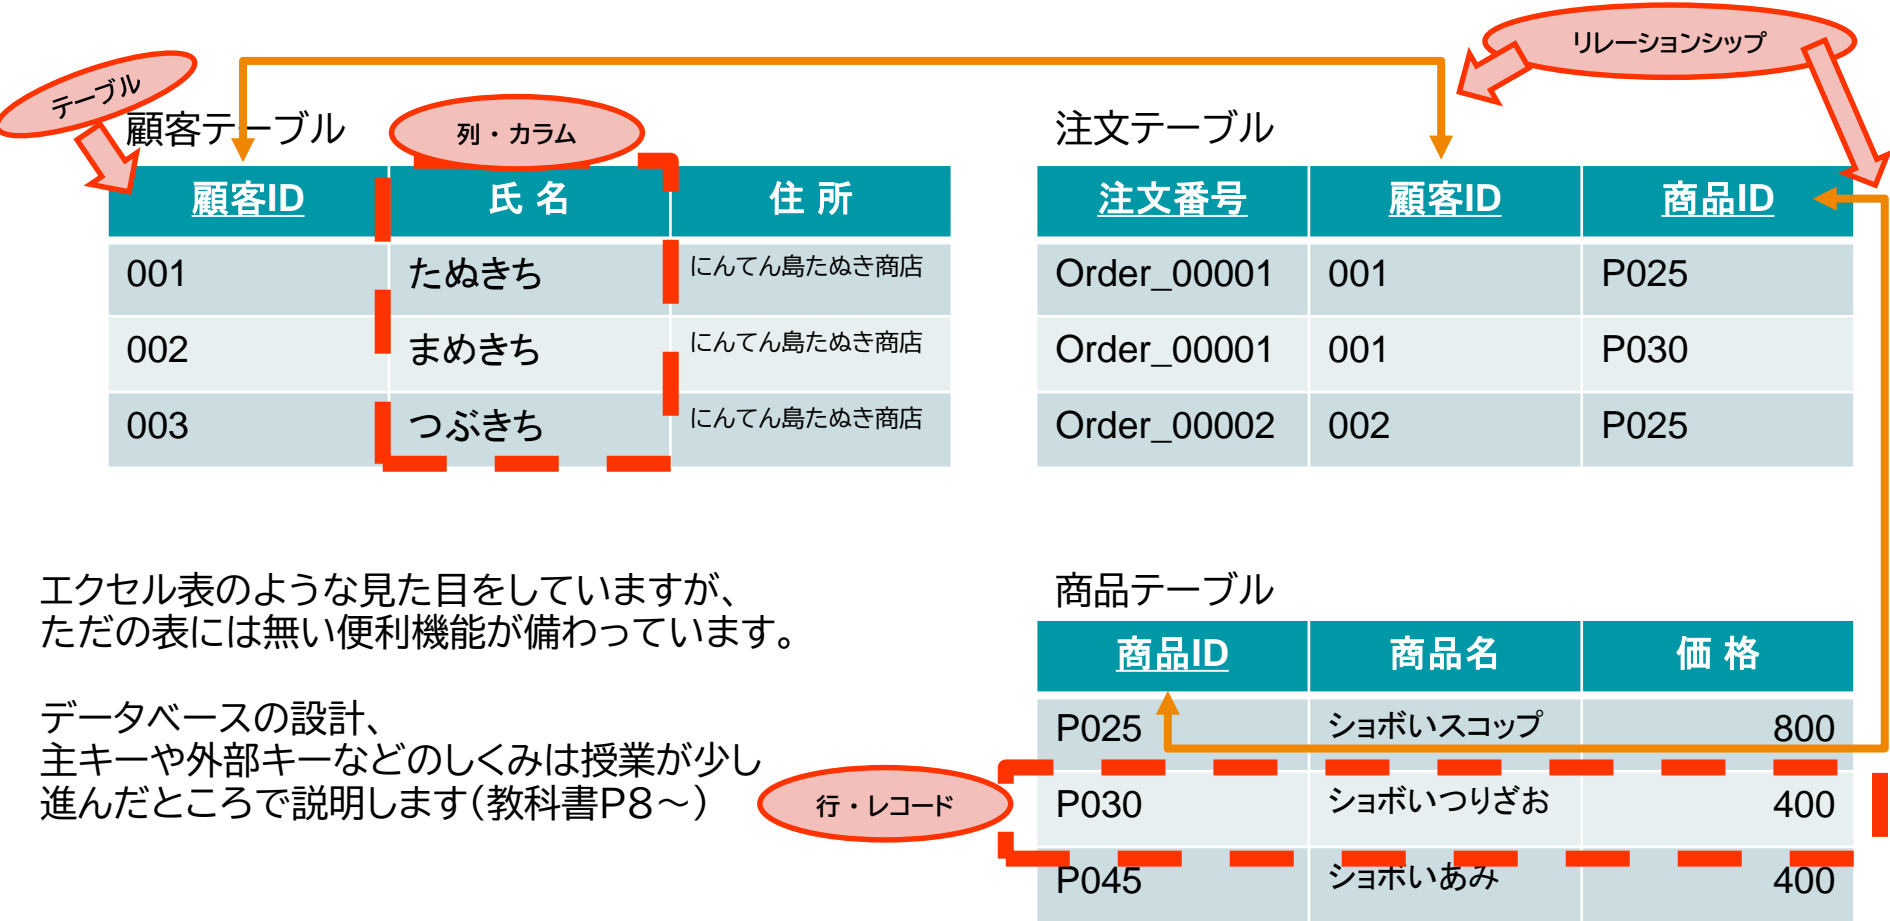 リレーションシップ
テーブル
顧客テーブル
列・カラム
注文テーブル
顧客ID 氏 名 住 所
001 たぬきち にんてん島たぬき商店
002 まめきち にんてん島たぬき商店
003 つぶきち にんてん島たぬき商店
注文番号 顧客ID 商品ID
Order_00001 001 P025
Order_00001 001 P030
Order_00002 002 P025
エクセル表のような見た目をしていますが、
ただの表には無い便利機能が備わっています。
データベースの設計、
主キーや外部キーなどのしくみは授業が少し
進んだところで説明します(教科書P8~)
商品テーブル
商品ID 商品名 価 格
P025 ショボいスコップ 800
行・レコード
P030 ショボいつりざお 400
P045 ショボいあみ 400